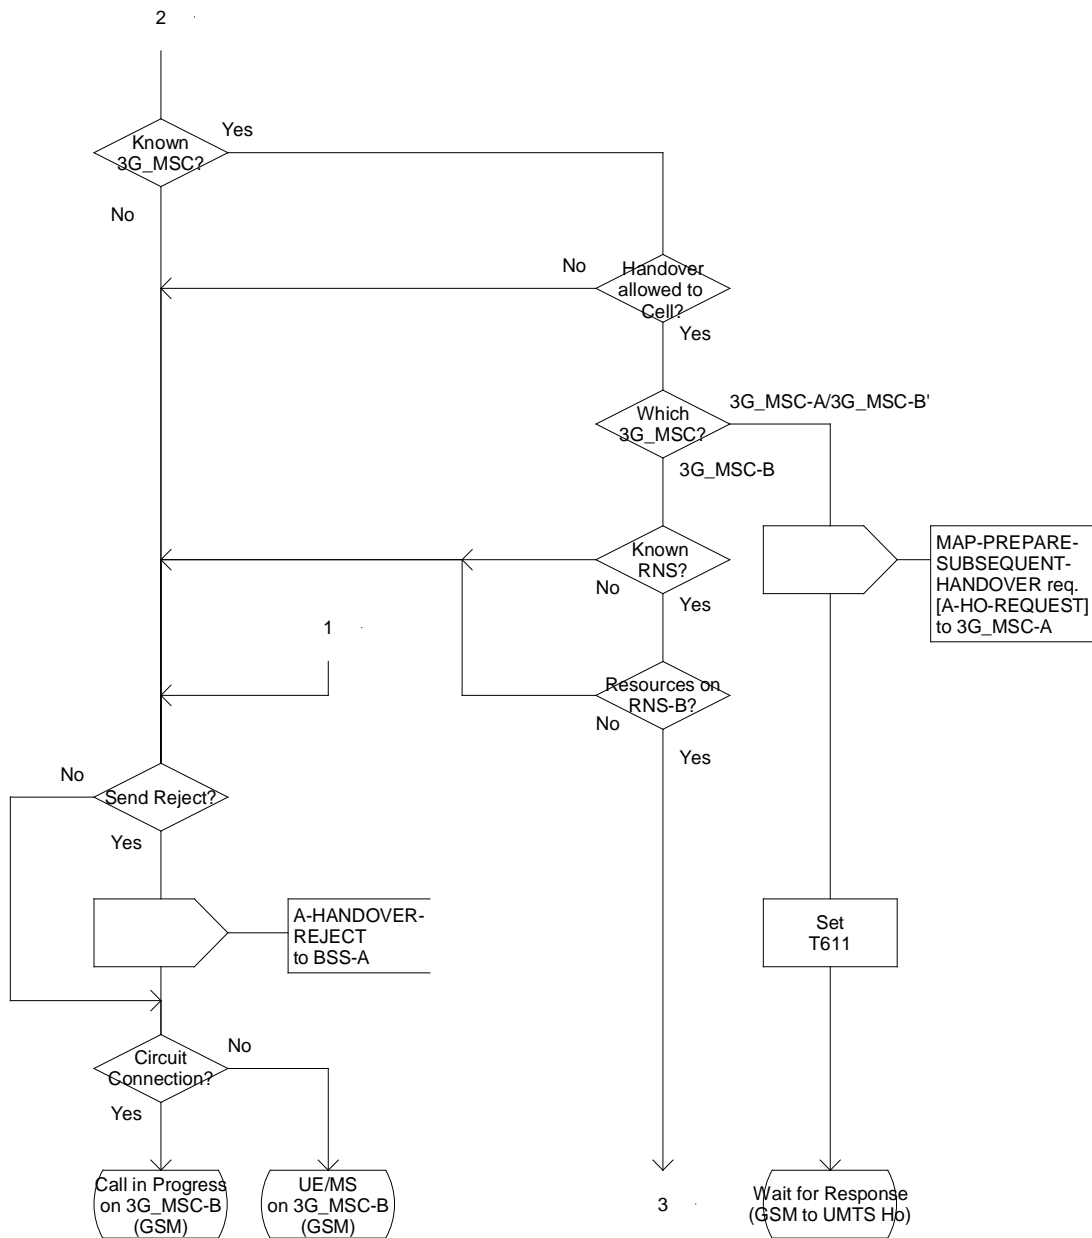 2
Known
3G_MSC?
Yes
No
No
Handover
allowed to
Cell?
Yes
Which
3G_MSC?
3G_MSC-A/3G_MSC-B'
3G_MSC-B
Known
RNS?
No
Yes
MAP-PREPARE-
SUBSEQUENT-
HANDOVER req.
[A-HO-REQUEST]
to 3G_MSC-A
1
Resources on
RNS-B?
No
Yes
No
Send Reject?
Yes
A-HANDOVER-
REJECT
to BSS-A
Set
T611
Circuit
Connection?
No
Yes
Call in Progress
on 3G_MSC-B
(GSM)
UE/MS
on 3G_MSC-B
(GSM)
3
Wait for Response
(GSM to UMTS Ho)